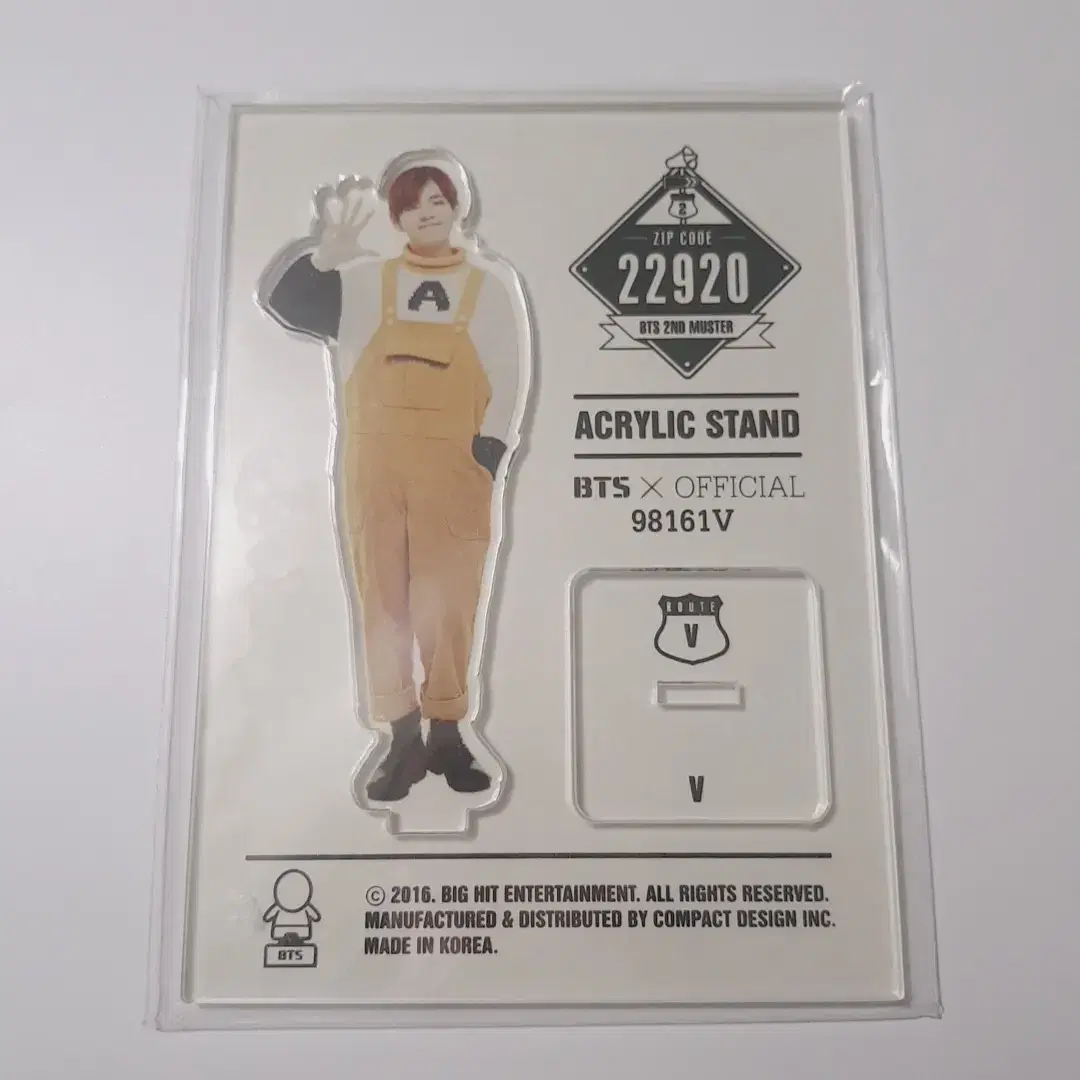 A
2
ZIP CODE
22920
BTS 2ND MUSTER
ACRYLIC STAND
BTS × OFFICIAL
98161V
ROUTE
V
V
© 2016. BIG HIT ENTERTAINMENT. ALL RIGHTS RESERVED.
MANUFACTURED & DISTRIBUTED BY COMPACT DESIGN INC.
MADE IN KOREA.
BTS